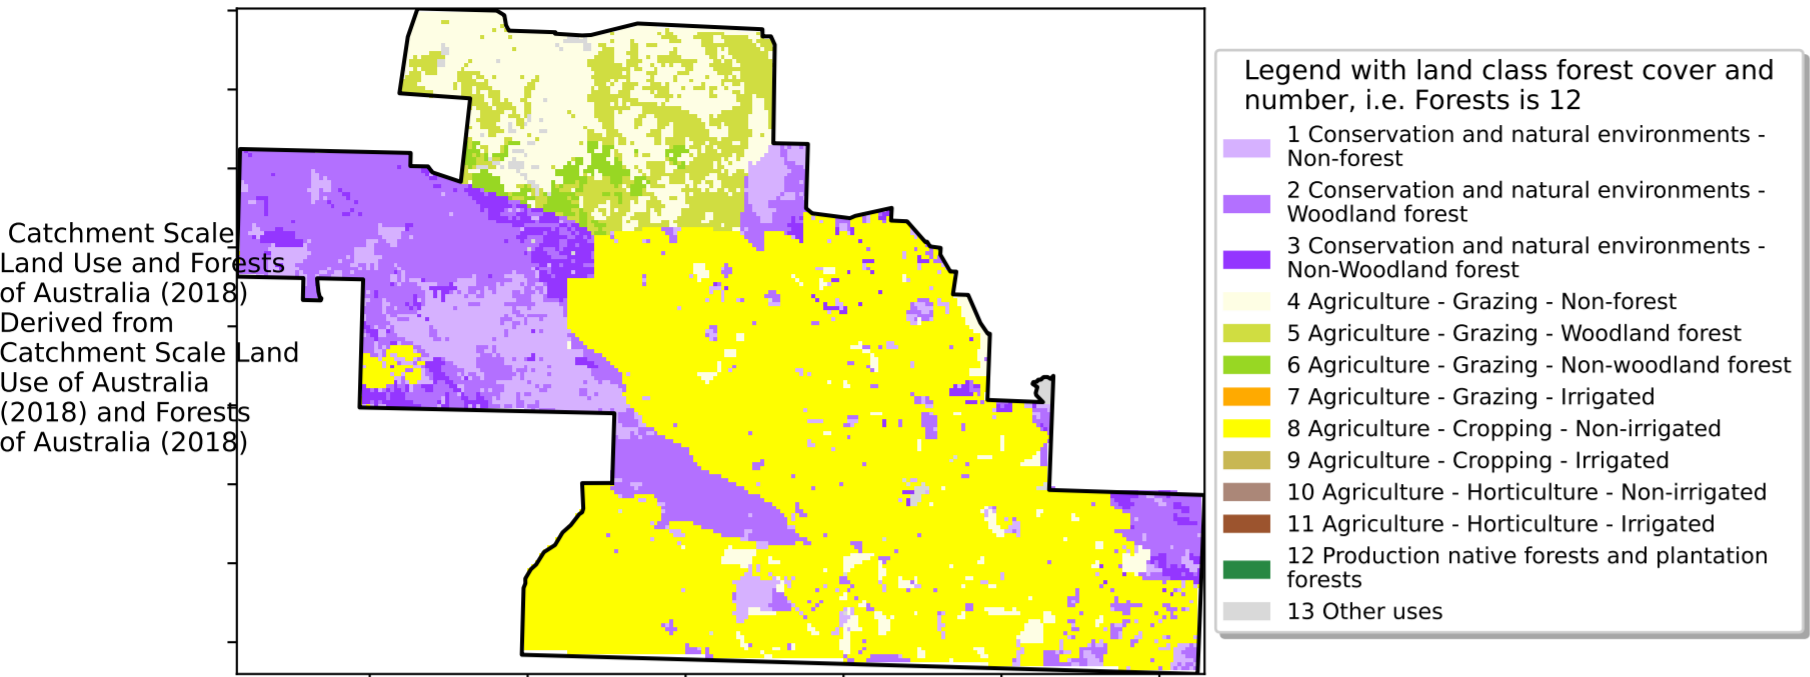 Catchment Scale
Land Use and Forests
of Australia (2018)
Derived from
Catchment Scale Land
Use of Australia
(2018) and Forests
of Australia (2018)
Legend with land class forest cover and
number, i.e. Forests is 12
1 Conservation and natural environments -
Non-forest
2 Conservation and natural environments -
Woodland forest
3 Conservation and natural environments -
Non-Woodland forest
4 Agriculture - Grazing - Non-forest
5 Agriculture - Grazing - Woodland forest
6 Agriculture - Grazing - Non-woodland forest
7 Agriculture - Grazing - Irrigated
8 Agriculture - Cropping - Non-irrigated
9 Agriculture - Cropping - Irrigated
10 Agriculture - Horticulture - Non-irrigated
11 Agriculture - Horticulture - Irrigated
12 Production native forests and plantation
forests
13 Other uses